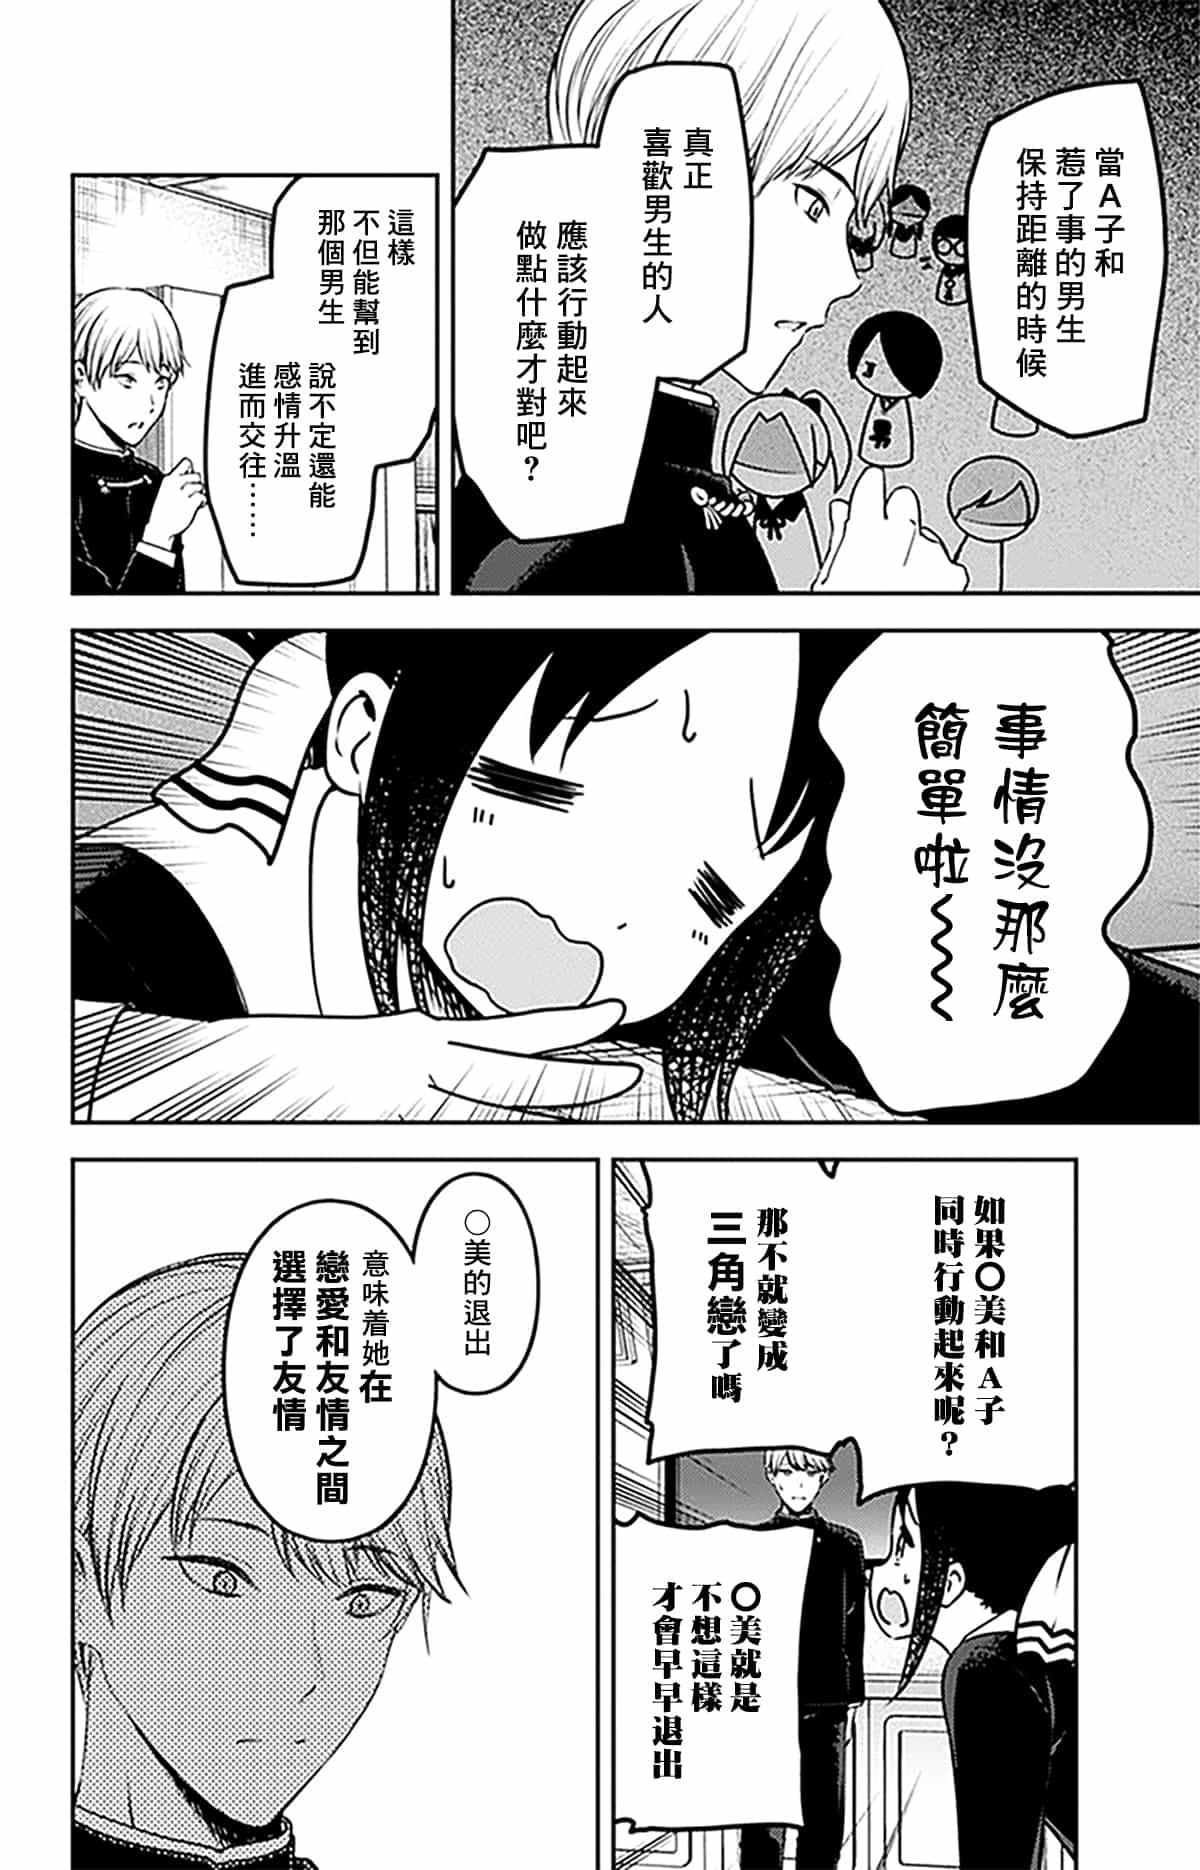 當A子和
惹了事的男生
保持距離的時候
真正
喜歡男生的人
應該行動起來
做點什麼才對吧？
男
這樣
不但能幫到
那個男生
說不定還能
感情升溫
進而交往……
事情沒那麼
簡單啦～～～
如果〇美和A子
同時行動起來呢？
那不就變成
三角戀了嗎
〇美就是
不想這樣
才會早早退出
〇美的退出
意味着她在
戀愛和友情之間
選擇了友情